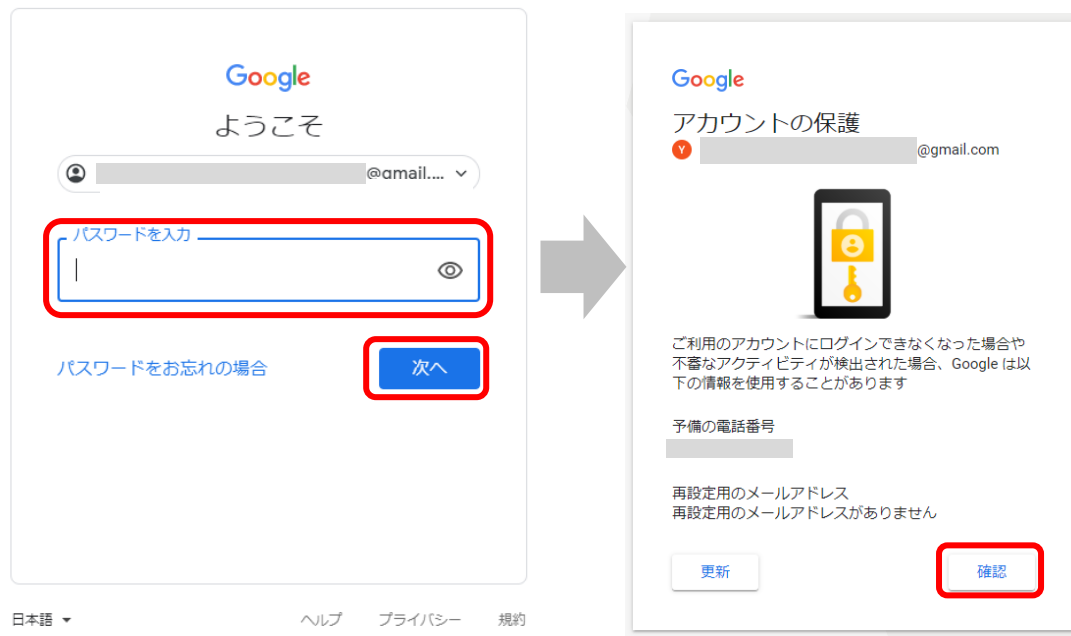 Google
ようこそ
@gmail....
パスワードを入力
パスワードをお忘れの場合
次へ
日本語
ヘルプ
プライバシー
規約
Google
アカウントの保護
Y
@gmail.com
ご利用のアカウントにログインできなくなった場合や
不審なアクティビティが検出された場合、Google は以
下の情報を使用することがあります
予備の電話番号
再設定用のメールアドレス
再設定用のメールアドレスがありません
更新
確認